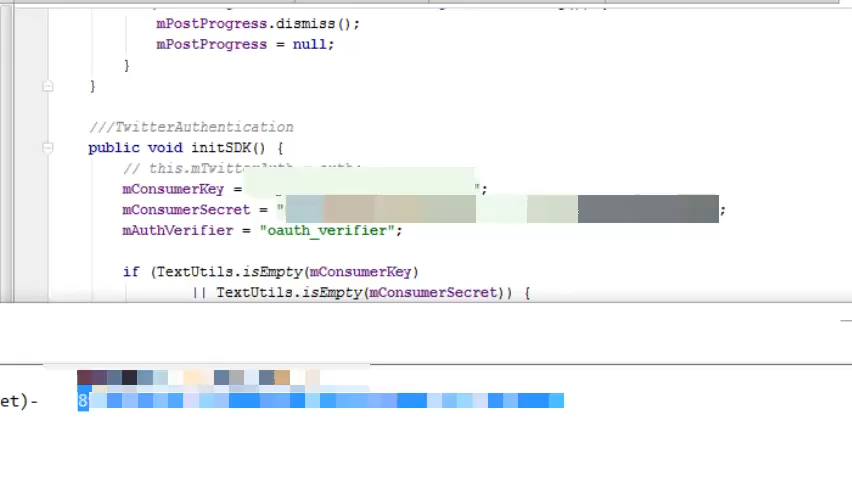 mPostProgress.dismiss();
mPostProgress = null;
}
}
///TwitterAuthentication
public void initSDK() {
// this.mTwitterAuth = auth;
mConsumerKey = ";
mConsumerSecret = " ;
mAuthVerifier = "oauth_verifier";
if (TextUtils.isEmpty(mConsumerKey)
|| TextUtils.isEmpty(mConsumerSecret)) {
et)- 8